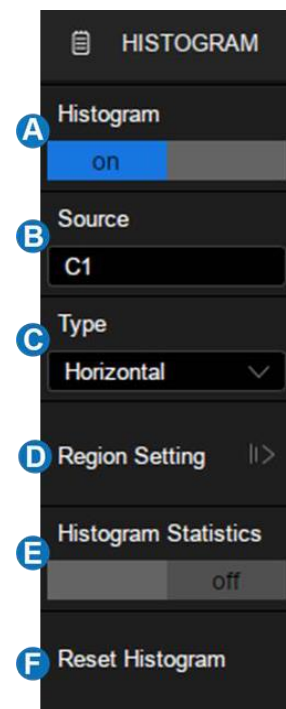 HISTOGRAM
A
Histogram
on
B
Source
C1
C
Type
Horizontal
D
Region Setting
E
Histogram Statistics
off
F
Reset Histogram